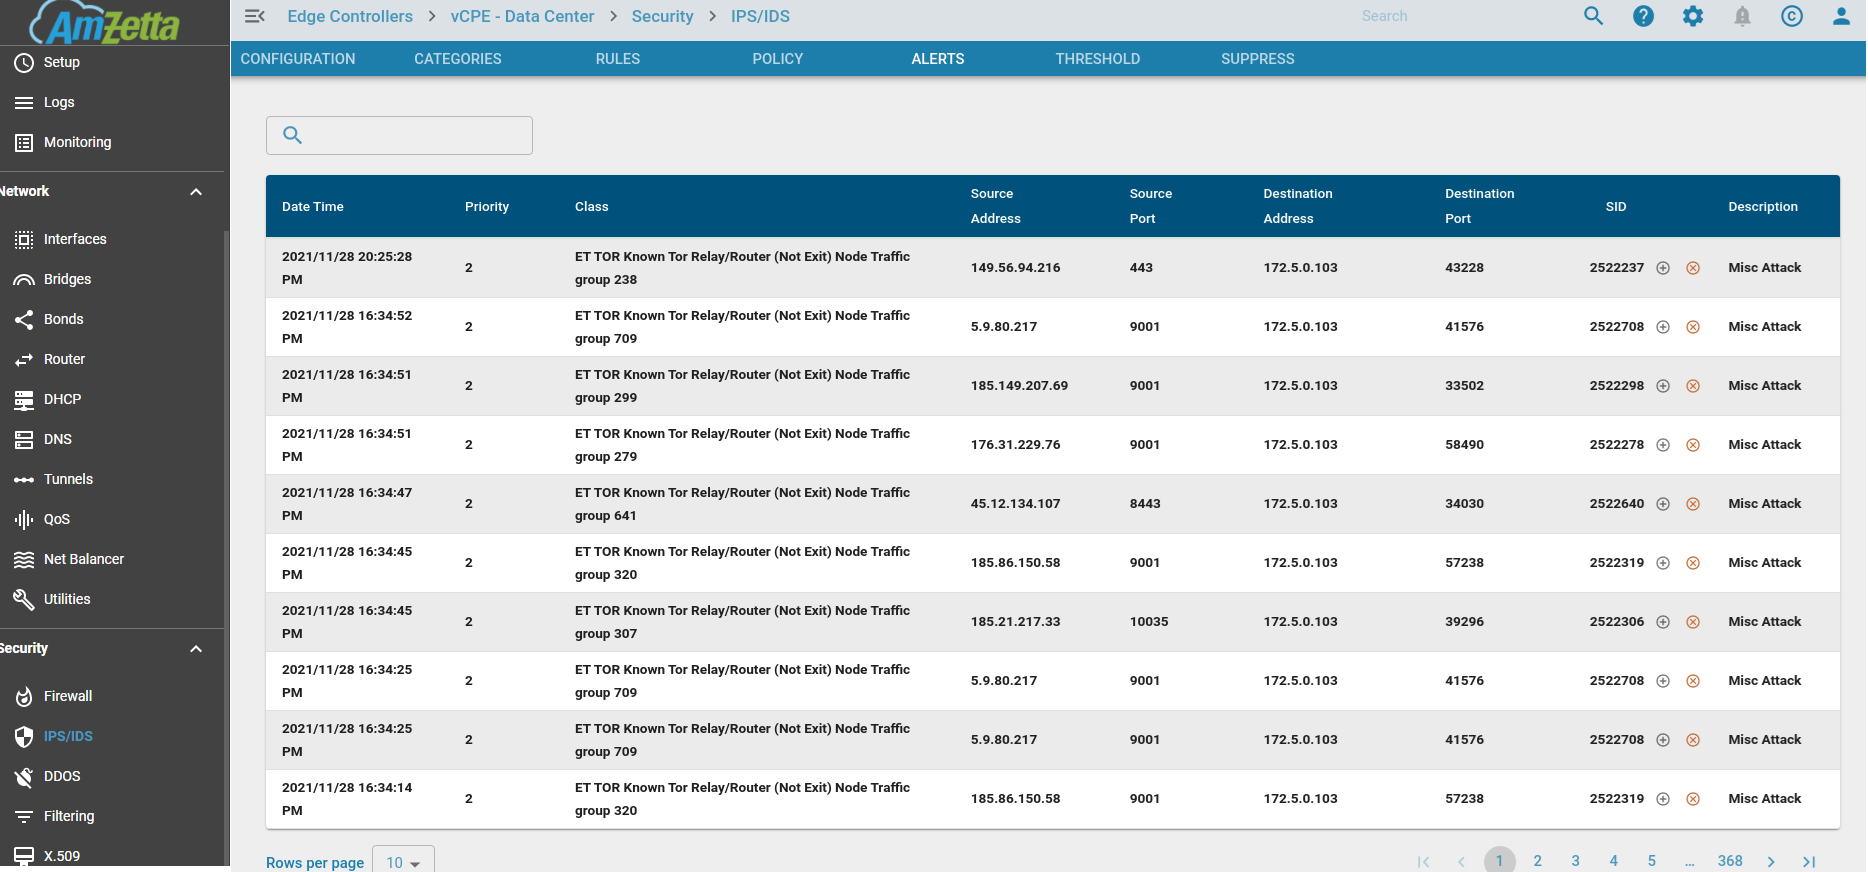 AmZetta
Edge Controllers > vCPE - Data Center > Security > IPS/IDS
Search
CONFIGURATION CATEGORIES RULES POLICY ALERTS THRESHOLD SUPPRESS
Setup
Logs
Monitoring
Network
Interfaces
Bridges
Bonds
Router
DHCP
DNS
Tunnels
QoS
Net Balancer
Utilities
Security
Firewall
IPS/IDS
DDOS
Filtering
X.509
Date Time Priority Class Source Address Source Port Destination Address Destination Port SID Description
2021/11/28 20:25:28 PM 2 ET TOR Known Tor Relay/Router (Not Exit) Node Traffic group 238 149.56.94.216 443 172.5.0.103 43228 2522237 Misc Attack
2021/11/28 16:34:52 PM 2 ET TOR Known Tor Relay/Router (Not Exit) Node Traffic group 709 5.9.80.217 9001 172.5.0.103 41576 2522708 Misc Attack
2021/11/28 16:34:51 PM 2 ET TOR Known Tor Relay/Router (Not Exit) Node Traffic group 299 185.149.207.69 9001 172.5.0.103 33502 2522298 Misc Attack
2021/11/28 16:34:51 PM 2 ET TOR Known Tor Relay/Router (Not Exit) Node Traffic group 279 176.31.229.76 9001 172.5.0.103 58490 2522278 Misc Attack
2021/11/28 16:34:47 PM 2 ET TOR Known Tor Relay/Router (Not Exit) Node Traffic group 641 45.12.134.107 8443 172.5.0.103 34030 2522640 Misc Attack
2021/11/28 16:34:45 PM 2 ET TOR Known Tor Relay/Router (Not Exit) Node Traffic group 320 185.86.150.58 9001 172.5.0.103 57238 2522319 Misc Attack
2021/11/28 16:34:45 PM 2 ET TOR Known Tor Relay/Router (Not Exit) Node Traffic group 307 185.21.217.33 10035 172.5.0.103 39296 2522306 Misc Attack
2021/11/28 16:34:25 PM 2 ET TOR Known Tor Relay/Router (Not Exit) Node Traffic group 709 5.9.80.217 9001 172.5.0.103 41576 2522708 Misc Attack
2021/11/28 16:34:25 PM 2 ET TOR Known Tor Relay/Router (Not Exit) Node Traffic group 709 5.9.80.217 9001 172.5.0.103 41576 2522708 Misc Attack
2021/11/28 16:34:14 PM 2 ET TOR Known Tor Relay/Router (Not Exit) Node Traffic group 320 185.86.150.58 9001 172.5.0.103 57238 2522319 Misc Attack
Rows per page 10
1 2 3 4 5 ... 368